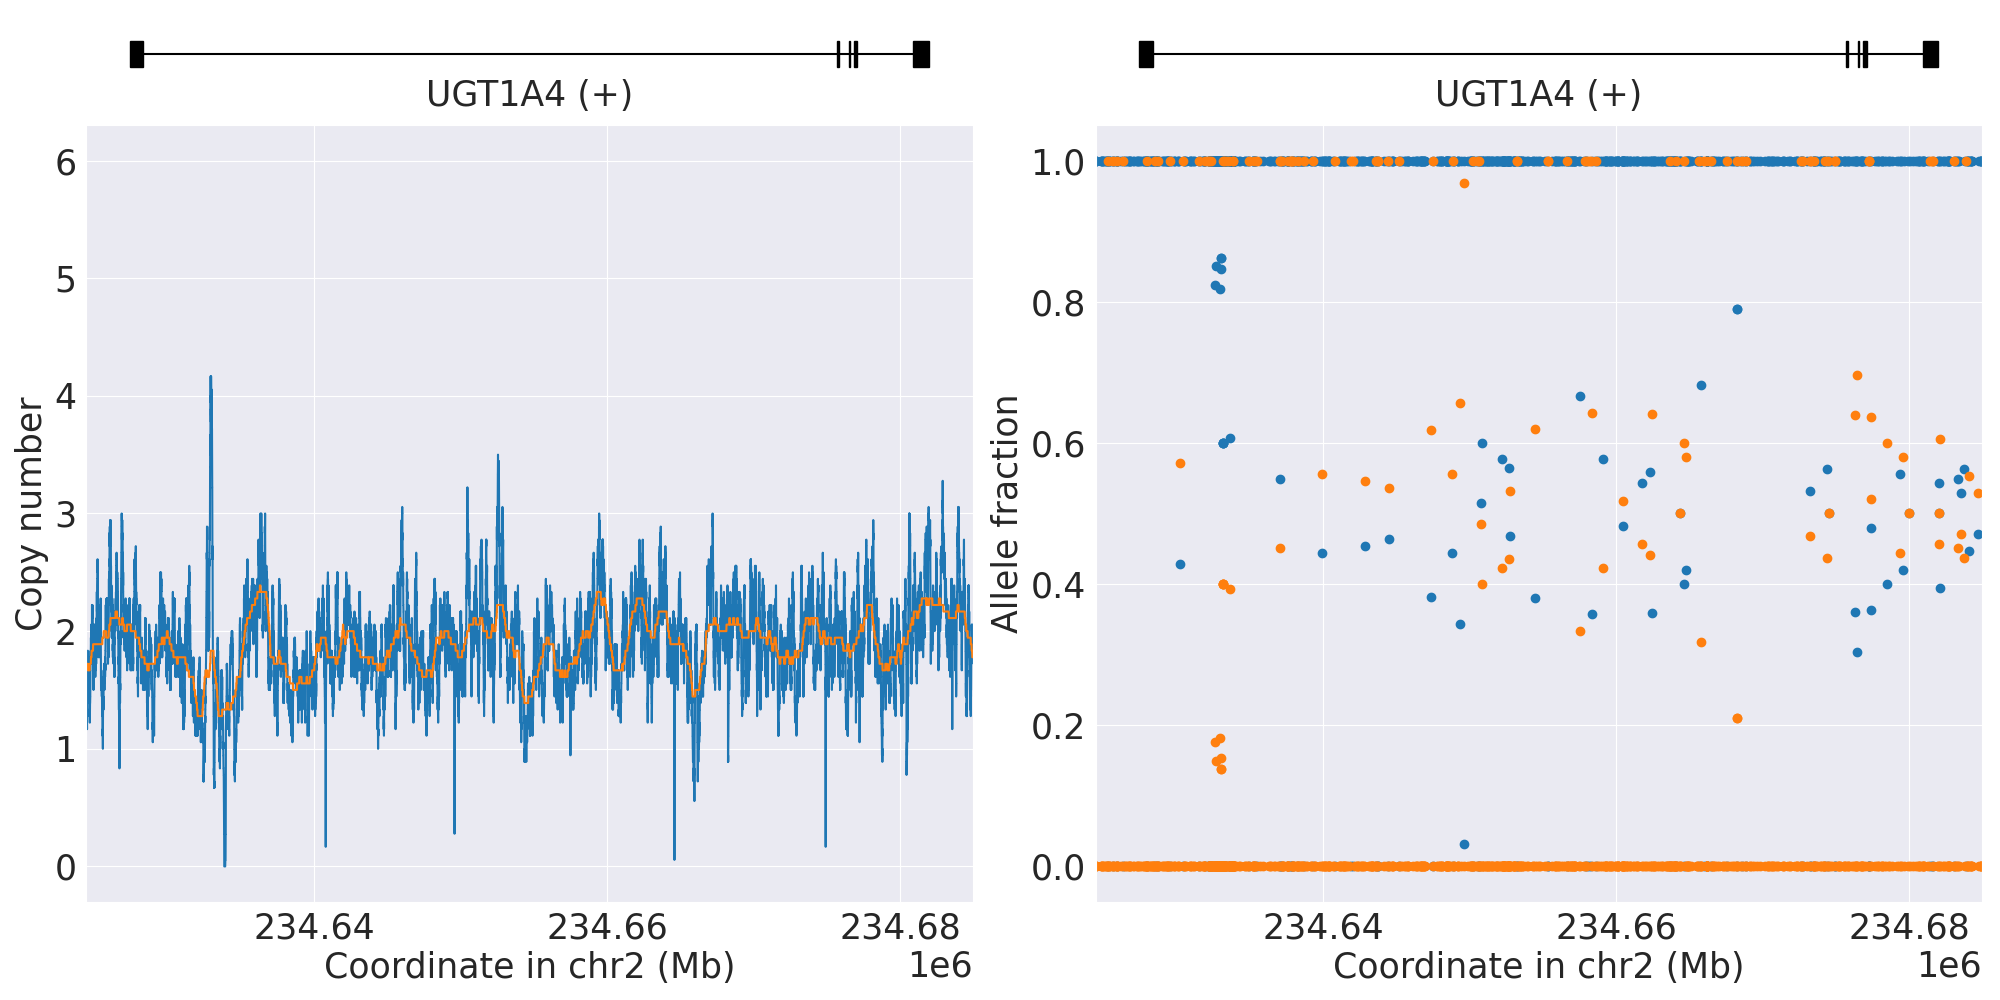 UGT1A4 (+)
6
5
4
3
2
1
0
Copy number
234.64
234.66
234.68
Coordinate in chr2 (Mb)
1e6
UGT1A4 (+)
1.0
0.8
0.6
0.4
0.2
0.0
Allele fraction
234.64
234.66
234.68
Coordinate in chr2 (Mb)
1e6